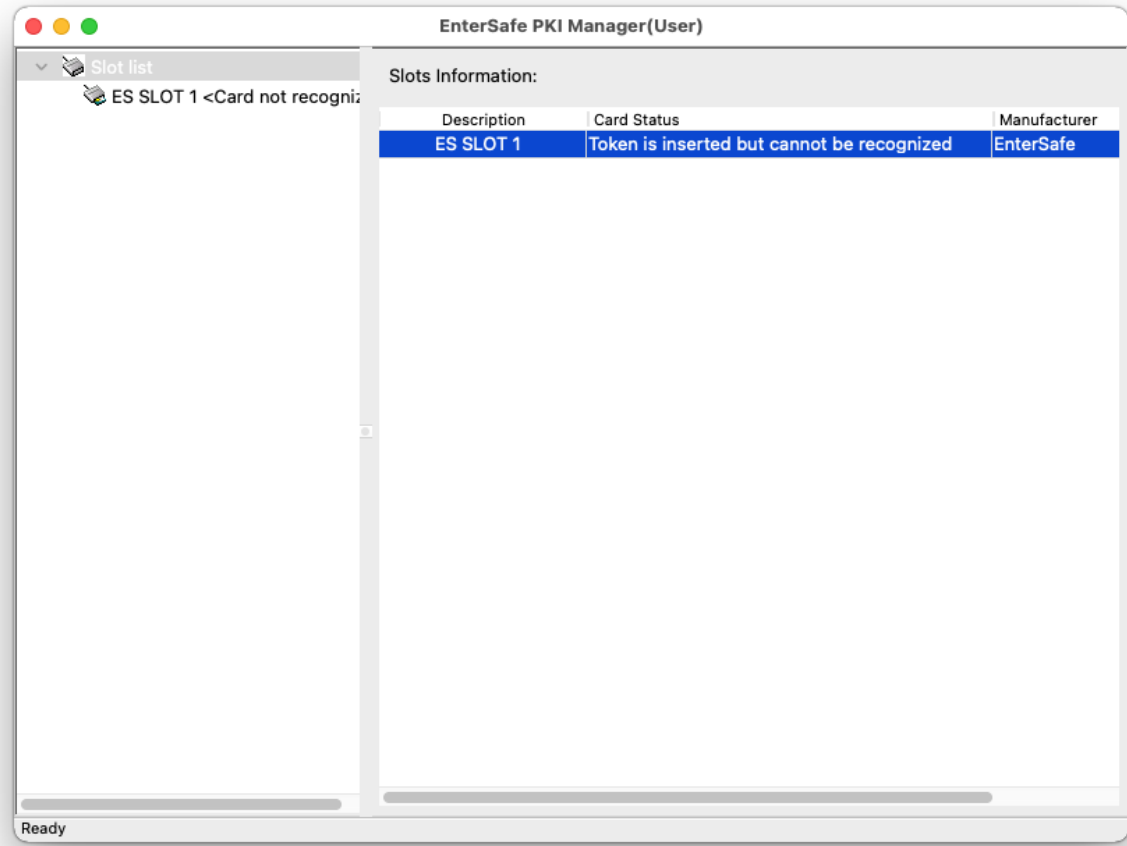 EnterSafe PKI Manager(User)
Slot list
ES SLOT 1 <Card not recogniz
Slots Information:
Description Card Status Manufacturer
ES SLOT 1 Token is inserted but cannot be recognized EnterSafe
Ready